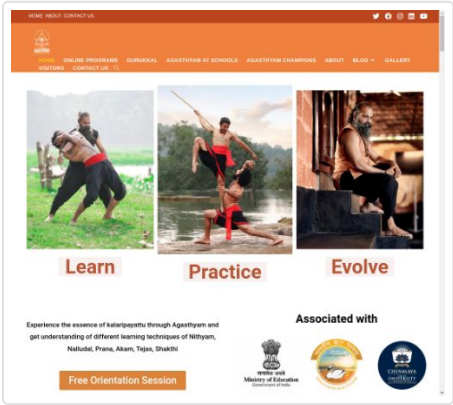 HOME ABOUT CONTACT US
HOME ONLINE PROGRAMS GURUKKAL AGASTHYAM AT SCHOOLS AGASTHYAM CHAMPIONS ABOUT BLOG GALLERY
VISITORS CONTACT US
Learn
Practice
Evolve
Experience the essence of kalaripayattu through Agasthyam and
get understanding of different learning techniques of Nithyam,
Nalludal, Prana, Akam, Tejas, Shakthi
Free Orientation Session
Associated with
Ministry of Education
Government of India
CHINMAYA
UNIVERSITY